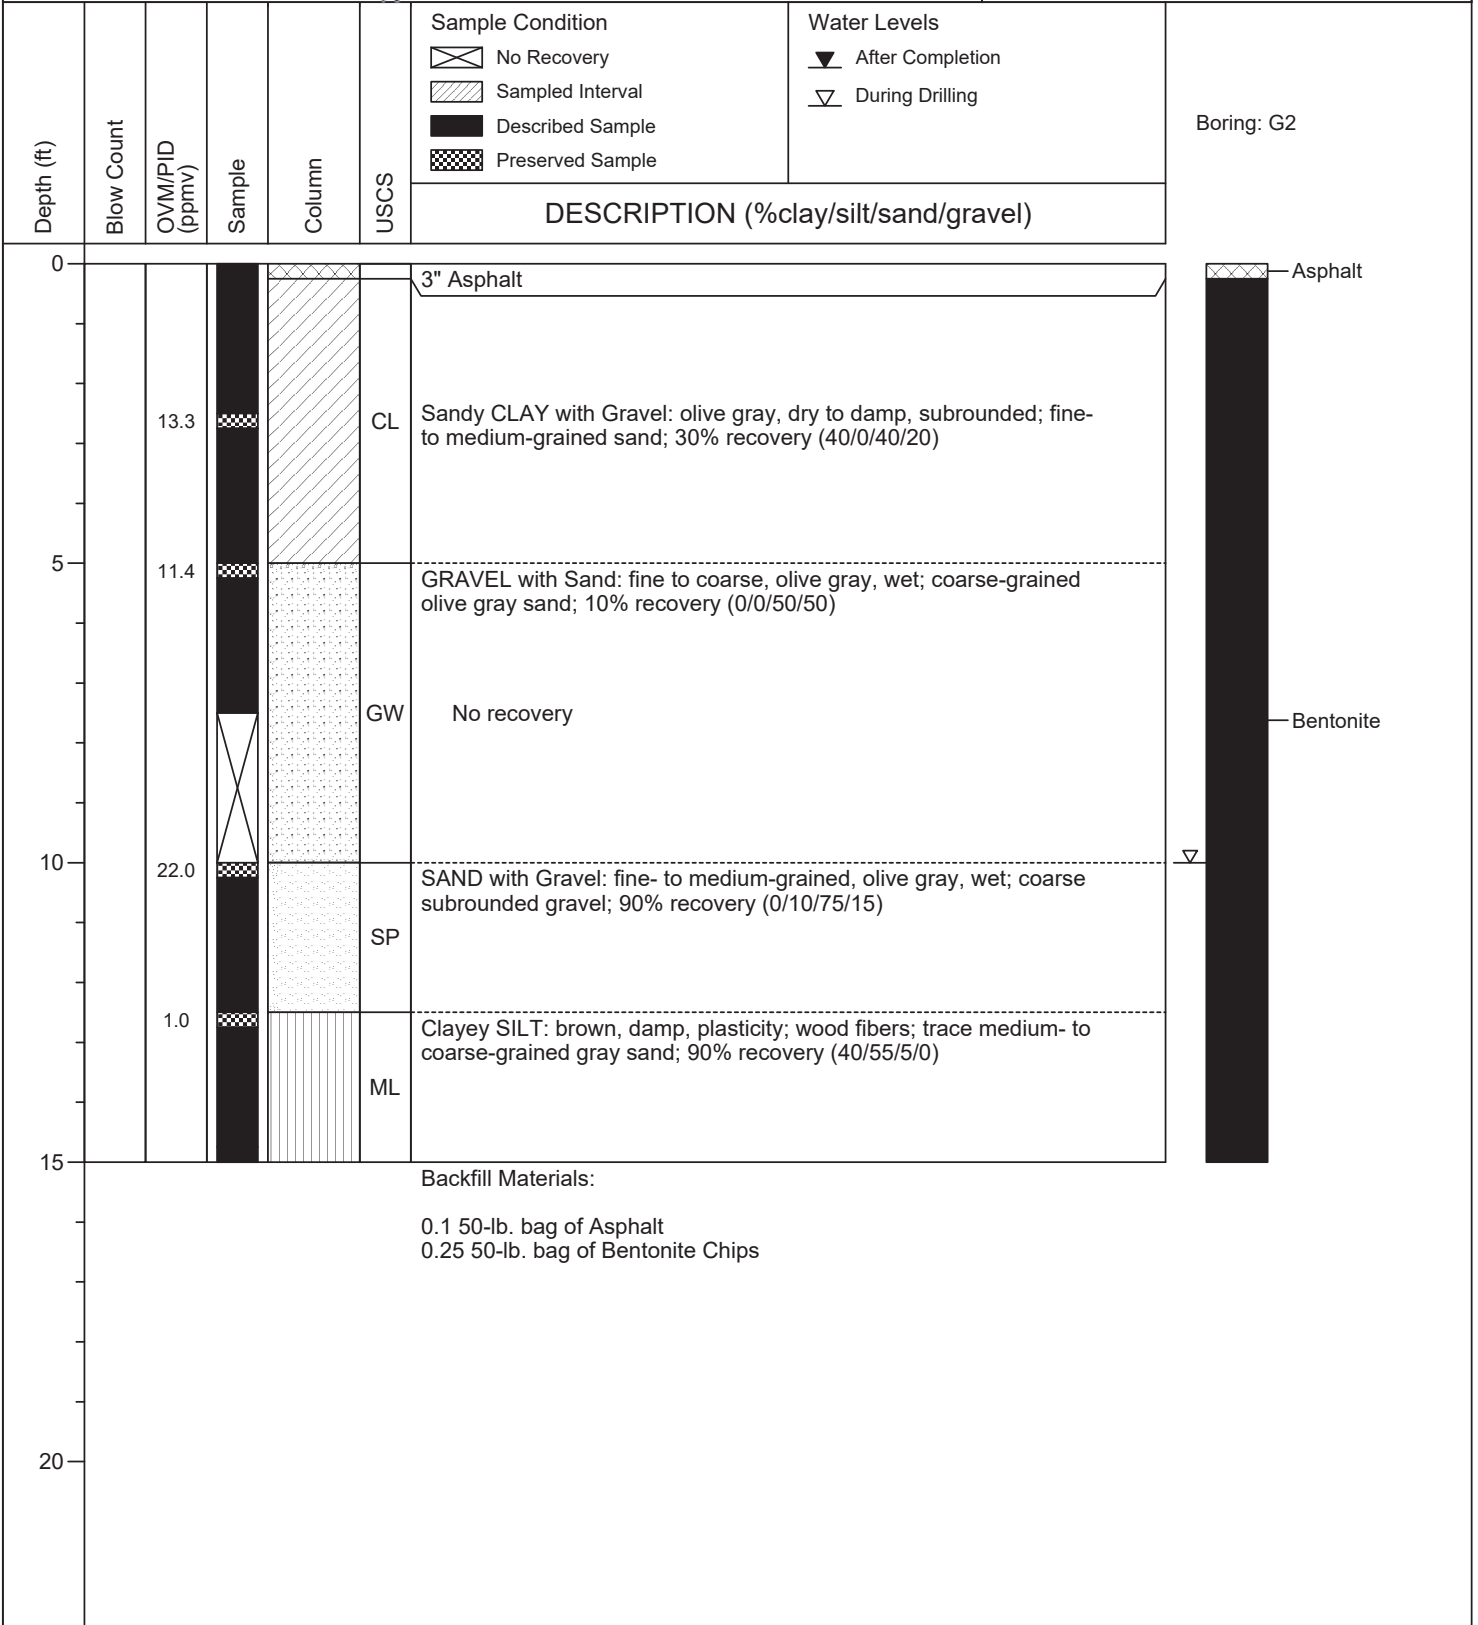 Sample Condition
No Recovery
Sampled Interval
Described Sample
Preserved Sample
Water Levels
After Completion
During Drilling
Boring: G2
Depth (ft)
Blow Count
OVM/PID
(ppmv)
Sample
Column
USCS
DESCRIPTION (%clay/silt/sand/gravel)
0
3" Asphalt
Asphalt
13.3
CL
Sandy CLAY with Gravel: olive gray, dry to damp, subrounded; fine-
to medium-grained sand; 30% recovery (40/0/40/20)
5
11.4
GRAVEL with Sand: fine to coarse, olive gray, wet; coarse-grained
olive gray sand; 10% recovery (0/0/50/50)
GW
No recovery
Bentonite
10
22.0
SAND with Gravel: fine- to medium-grained, olive gray, wet; coarse
subrounded gravel; 90% recovery (0/10/75/15)
SP
1.0
Clayey SILT: brown, damp, plasticity; wood fibers; trace medium- to
coarse-grained gray sand; 90% recovery (40/55/5/0)
ML
15
Backfill Materials:
0.1 50-lb. bag of Asphalt
0.25 50-lb. bag of Bentonite Chips
20